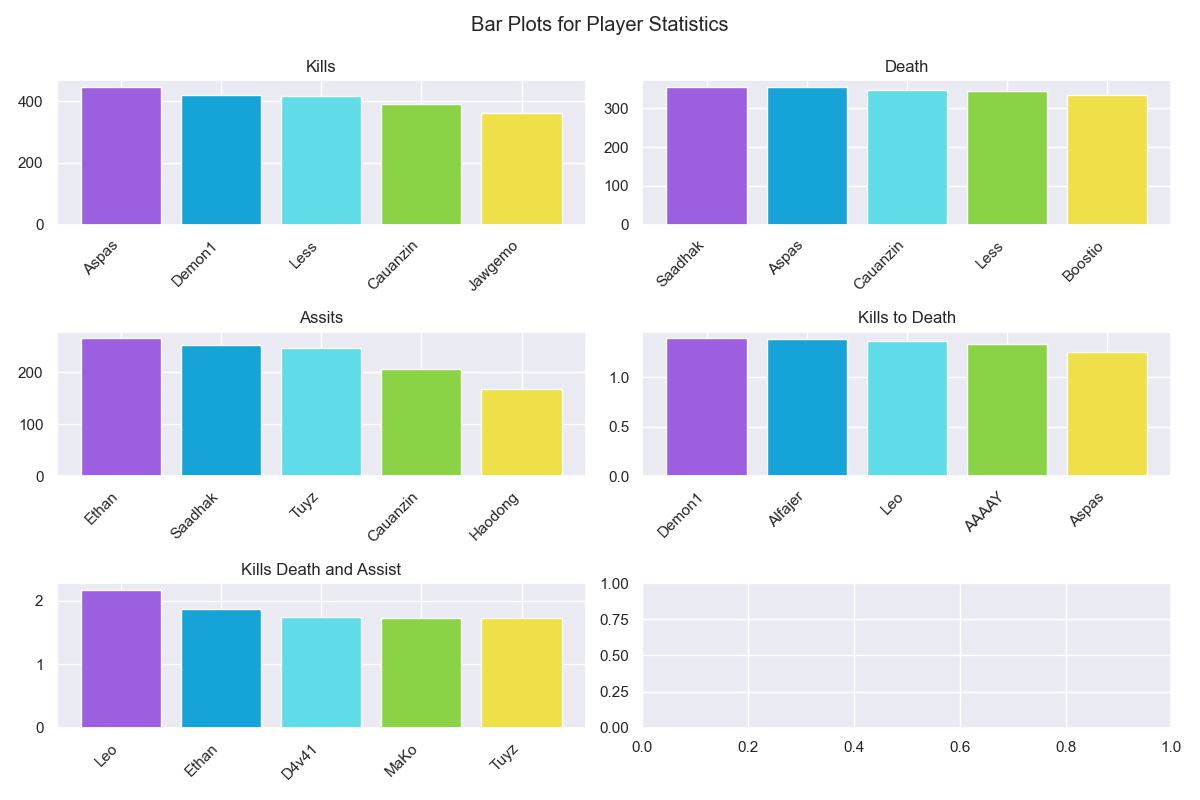 Bar Plots for Player Statistics
Kills
400
200
0
Aspas
Demon1
Less
Cauanzin
Jawgemo
Death
300
200
100
0
Saadhak
Aspas
Cauanzin
Less
Boostio
Assits
200
100
0
Ethan
Saadhak
Tuyz
Cauanzin
Haodong
Kills to Death
1.0
0.5
0.0
Demon1
Alfajer
Leo
AAAAY
Aspas
Kills Death and Assist
2
1
0
Leo
Ethan
D4v41
MaKo
Tuyz
1.00
0.75
0.50
0.25
0.00
0.0 0.2 0.4 0.6 0.8 1.0